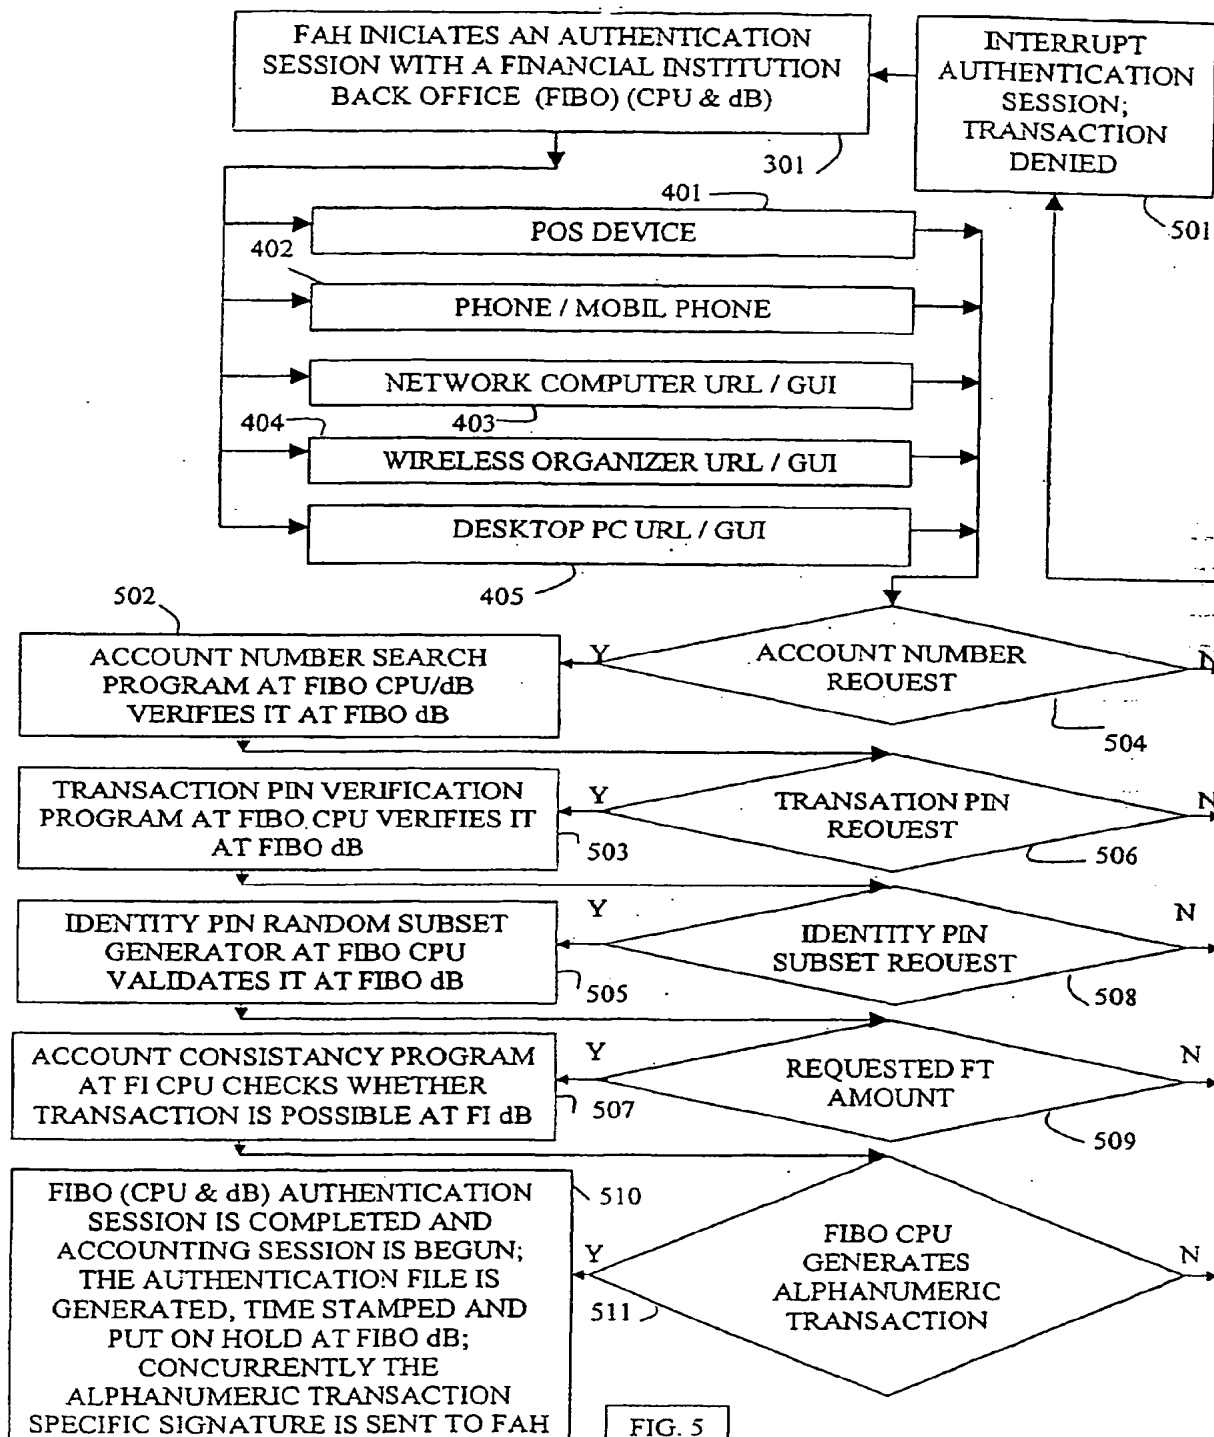 FAH INICIATES AN AUTHENTICATION
SESSION WITH A FINANCIAL INSTITUTION
BACK OFFICE (FIBO) (CPU & dB)
301
INTERRUPT
AUTHENTICATION
SESSION;
TRANSACTION
DENIED
501
401
POS DEVICE
402
PHONE / MOBIL PHONE
NETWORK COMPUTER URL / GUI
403
404
WIRELESS ORGANIZER URL / GUI
DESKTOP PC URL / GUI
405
502
ACCOUNT NUMBER SEARCH
PROGRAM AT FIBO CPU/dB
VERIFIES IT AT FIBO dB
Y
ACCOUNT NUMBER
REQUEST
N
504
TRANSACTION PIN VERIFICATION
PROGRAM AT FIBO CPU VERIFIES IT
AT FIBO dB
503
Y
TRANSATION PIN
REQUEST
N
506
IDENTITY PIN RANDOM SUBSET
GENERATOR AT FIBO CPU
VALIDATES IT AT FIBO dB
505
Y
IDENTITY PIN
SUBSET REQUEST
N
508
ACCOUNT CONSISTANCY PROGRAM
AT FI CPU CHECKS WHETHER
TRANSACTION IS POSSIBLE AT FI dB
507
Y
REQUESTED FT
AMOUNT
N
509
FIBO (CPU & dB) AUTHENTICATION
SESSION IS COMPLETED AND
ACCOUNTING SESSION IS BEGUN;
THE AUTHENTICATION FILE IS
GENERATED, TIME STAMPED AND
PUT ON HOLD AT FIBO dB;
CONCURRENTLY THE
ALPHANUMERIC TRANSACTION
SPECIFIC SIGNATURE IS SENT TO FAH
510
Y
511
FIBO CPU
GENERATES
ALPHANUMERIC
TRANSACTION
N
FIG. 5